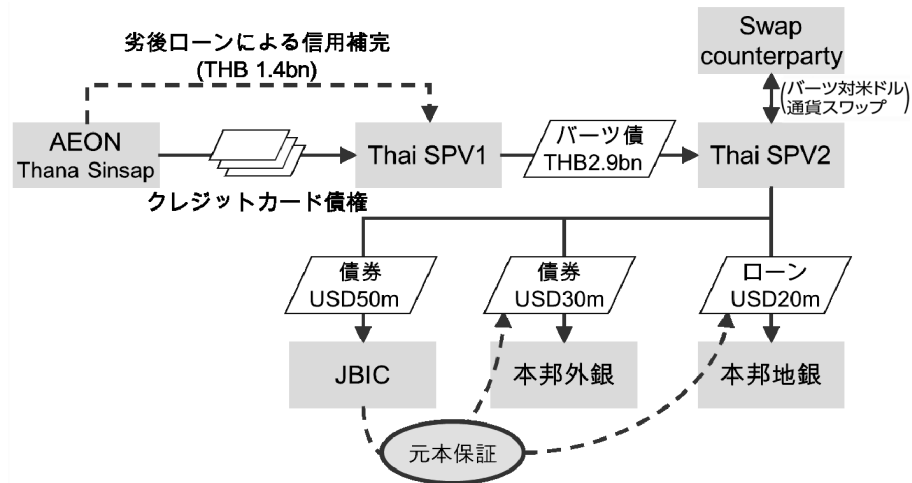 劣後ローンによる信用補完
(THB 1.4bn)
Swap
counterparty
(バーツ対米ドル
通貨スワップ)
AEON
Thana Sinsap
Thai SPV1
バーツ債
THB2.9bn
Thai SPV2
クレジットカード債権
債券
USD50m
債券
USD30m
ローン
USD20m
JBIC
本邦外銀
本邦地銀
元本保証